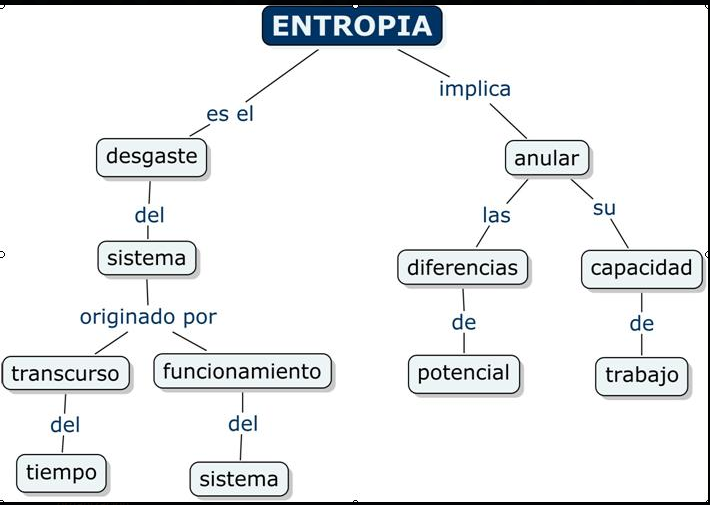 ENTROPIA
implica
es el
desgaste
anular
del
las
su
sistema
diferencias
capacidad
originado por
de
de
transcurso
funcionamiento
potencial
trabajo
del
del
tiempo
sistema